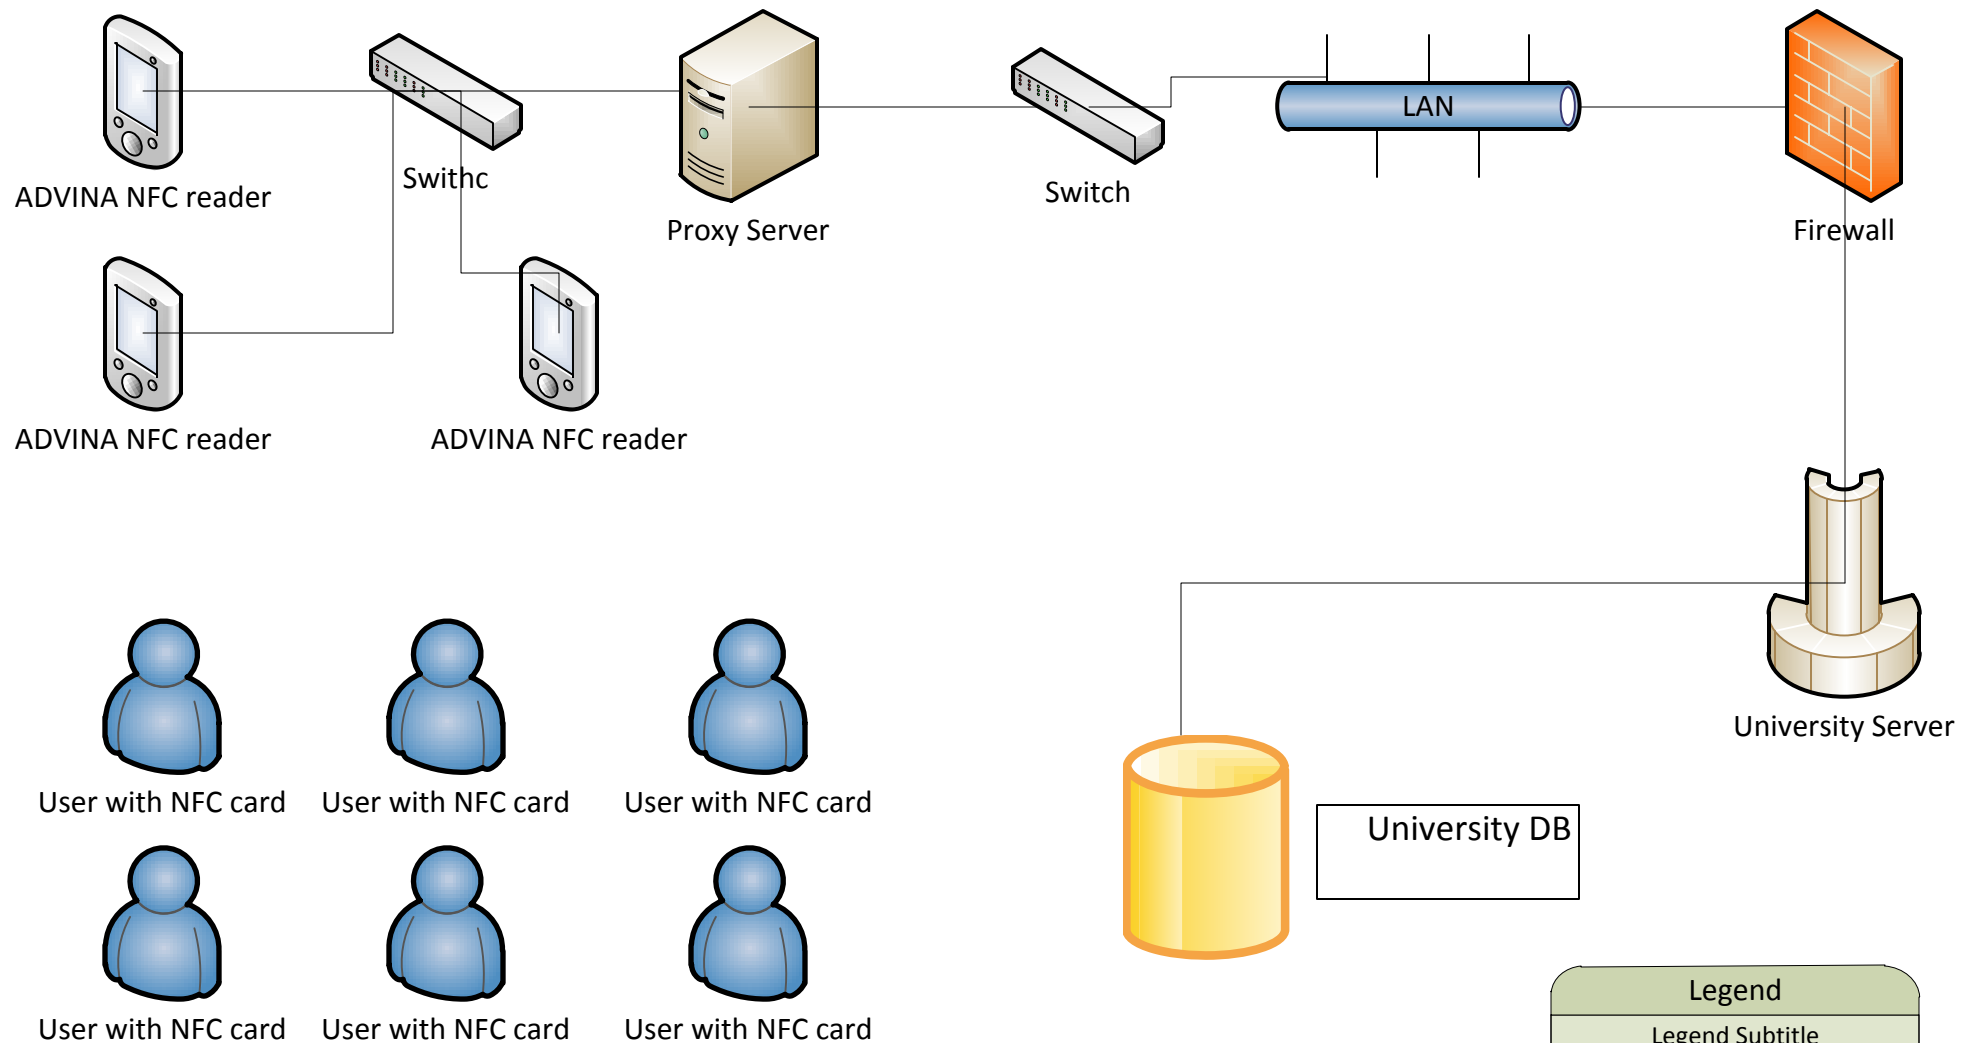 LAN
Swithc
Switch
ADVINA NFC reader
Proxy Server
Firewall
ADVINA NFC reader
ADVINA NFC reader
University Server
User with NFC card
User with NFC card
User with NFC card
University DB
Legend
Legend Subtitle
User with NFC card
User with NFC card
User with NFC card